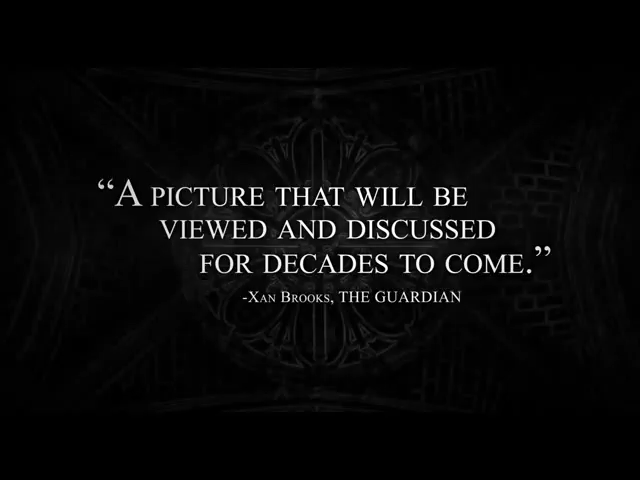 “A PICTURE THAT WILL BE
VIEWED AND DISCUSSED
FOR DECADES TO COME.”
-XAN BROOKS, THE GUARDIAN